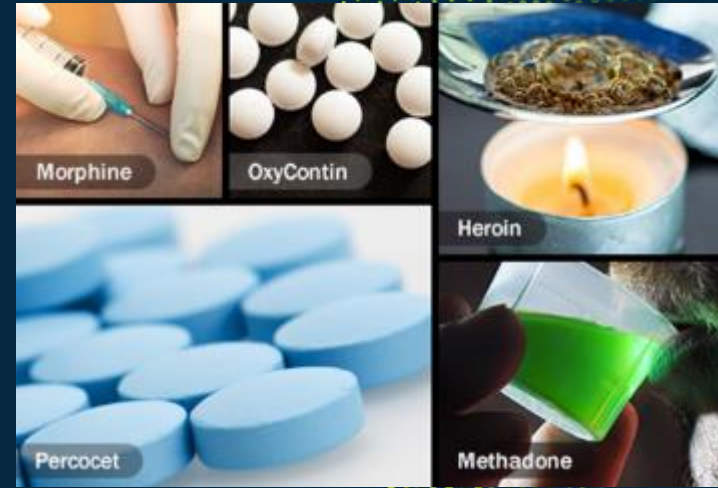 Morphine
OxyContin
Heroin
Percocet
Methadone